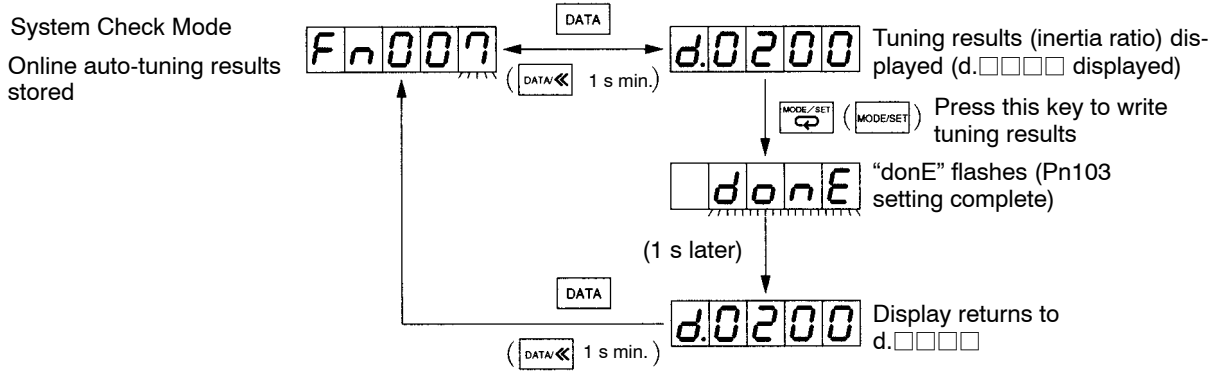 System Check Mode
Online auto-tuning results
stored
Fn007
DATA
(DATA/≪ 1 s min.)
d.0200
Tuning results (inertia ratio) dis-
played (d.□□□□ displayed)
MODE/SET (MODE/SET)
Press this key to write
tuning results
donE
“donE” flashes (Pn103
setting complete)
(1 s later)
DATA
(DATA/≪ 1 s min.)
d.0200
Display returns to
d.□□□□